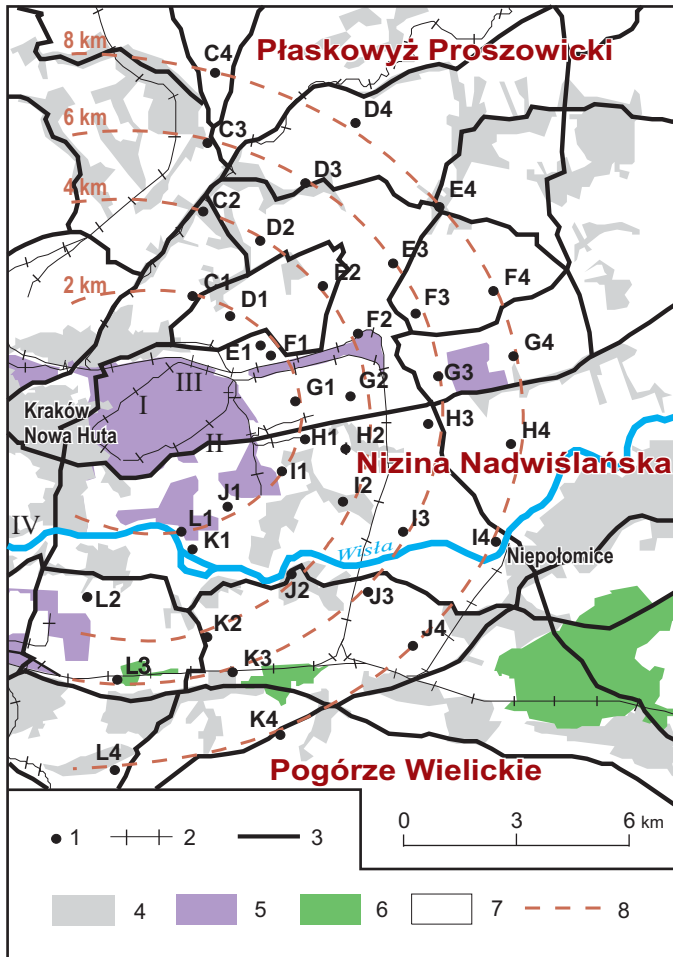 8 km
C4
Płaskowyż Proszowicki
D4
6 km
C3
D3
4 km
C2
E4
D2
E3
2 km
C1
E2
F4
D1
F3
F2
E1
F1
G4
III
G3
I
G1
G2
Kraków
Nowa Huta
II
H1
H2
H3
H4
Nizina Nadwiślańska
I1
I2
J1
IV
L1
K1
Wisła
I3
I4
Niepołomice
J2
J3
L2
K2
J4
L3
K3
K4
L4
Pogórze Wielickie
1
2
3
0 3 6 km
4
5
6
7
8